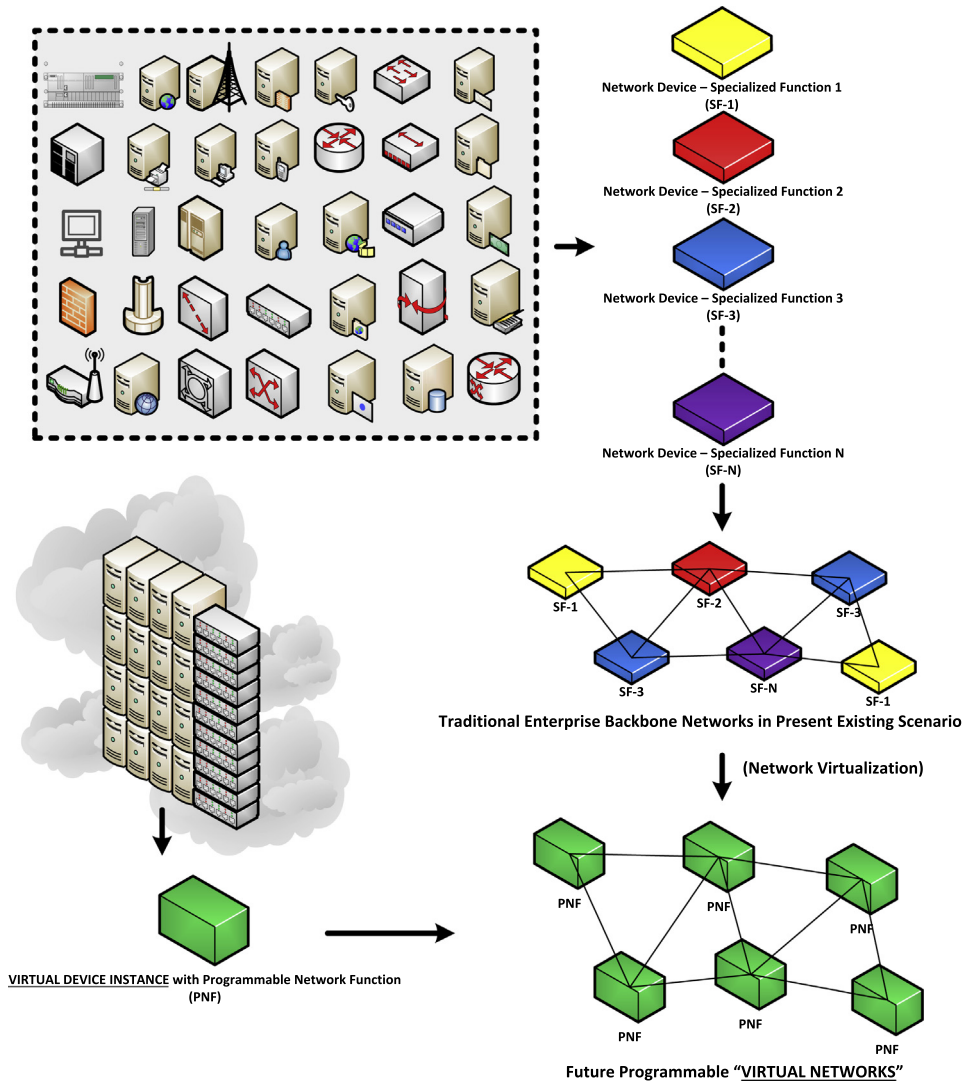 Network Device – Specialized Function 1
(SF-1)
Network Device – Specialized Function 2
(SF-2)
Network Device – Specialized Function 3
(SF-3)
Network Device – Specialized Function N
(SF-N)
SF-1
SF-2
SF-3
SF-3
SF-N
SF-1
Traditional Enterprise Backbone Networks in Present Existing Scenario
(Network Virtualization)
PNF
PNF
PNF
PNF
PNF
PNF
VIRTUAL DEVICE INSTANCE with Programmable Network Function
(PNF)
Future Programmable “VIRTUAL NETWORKS”